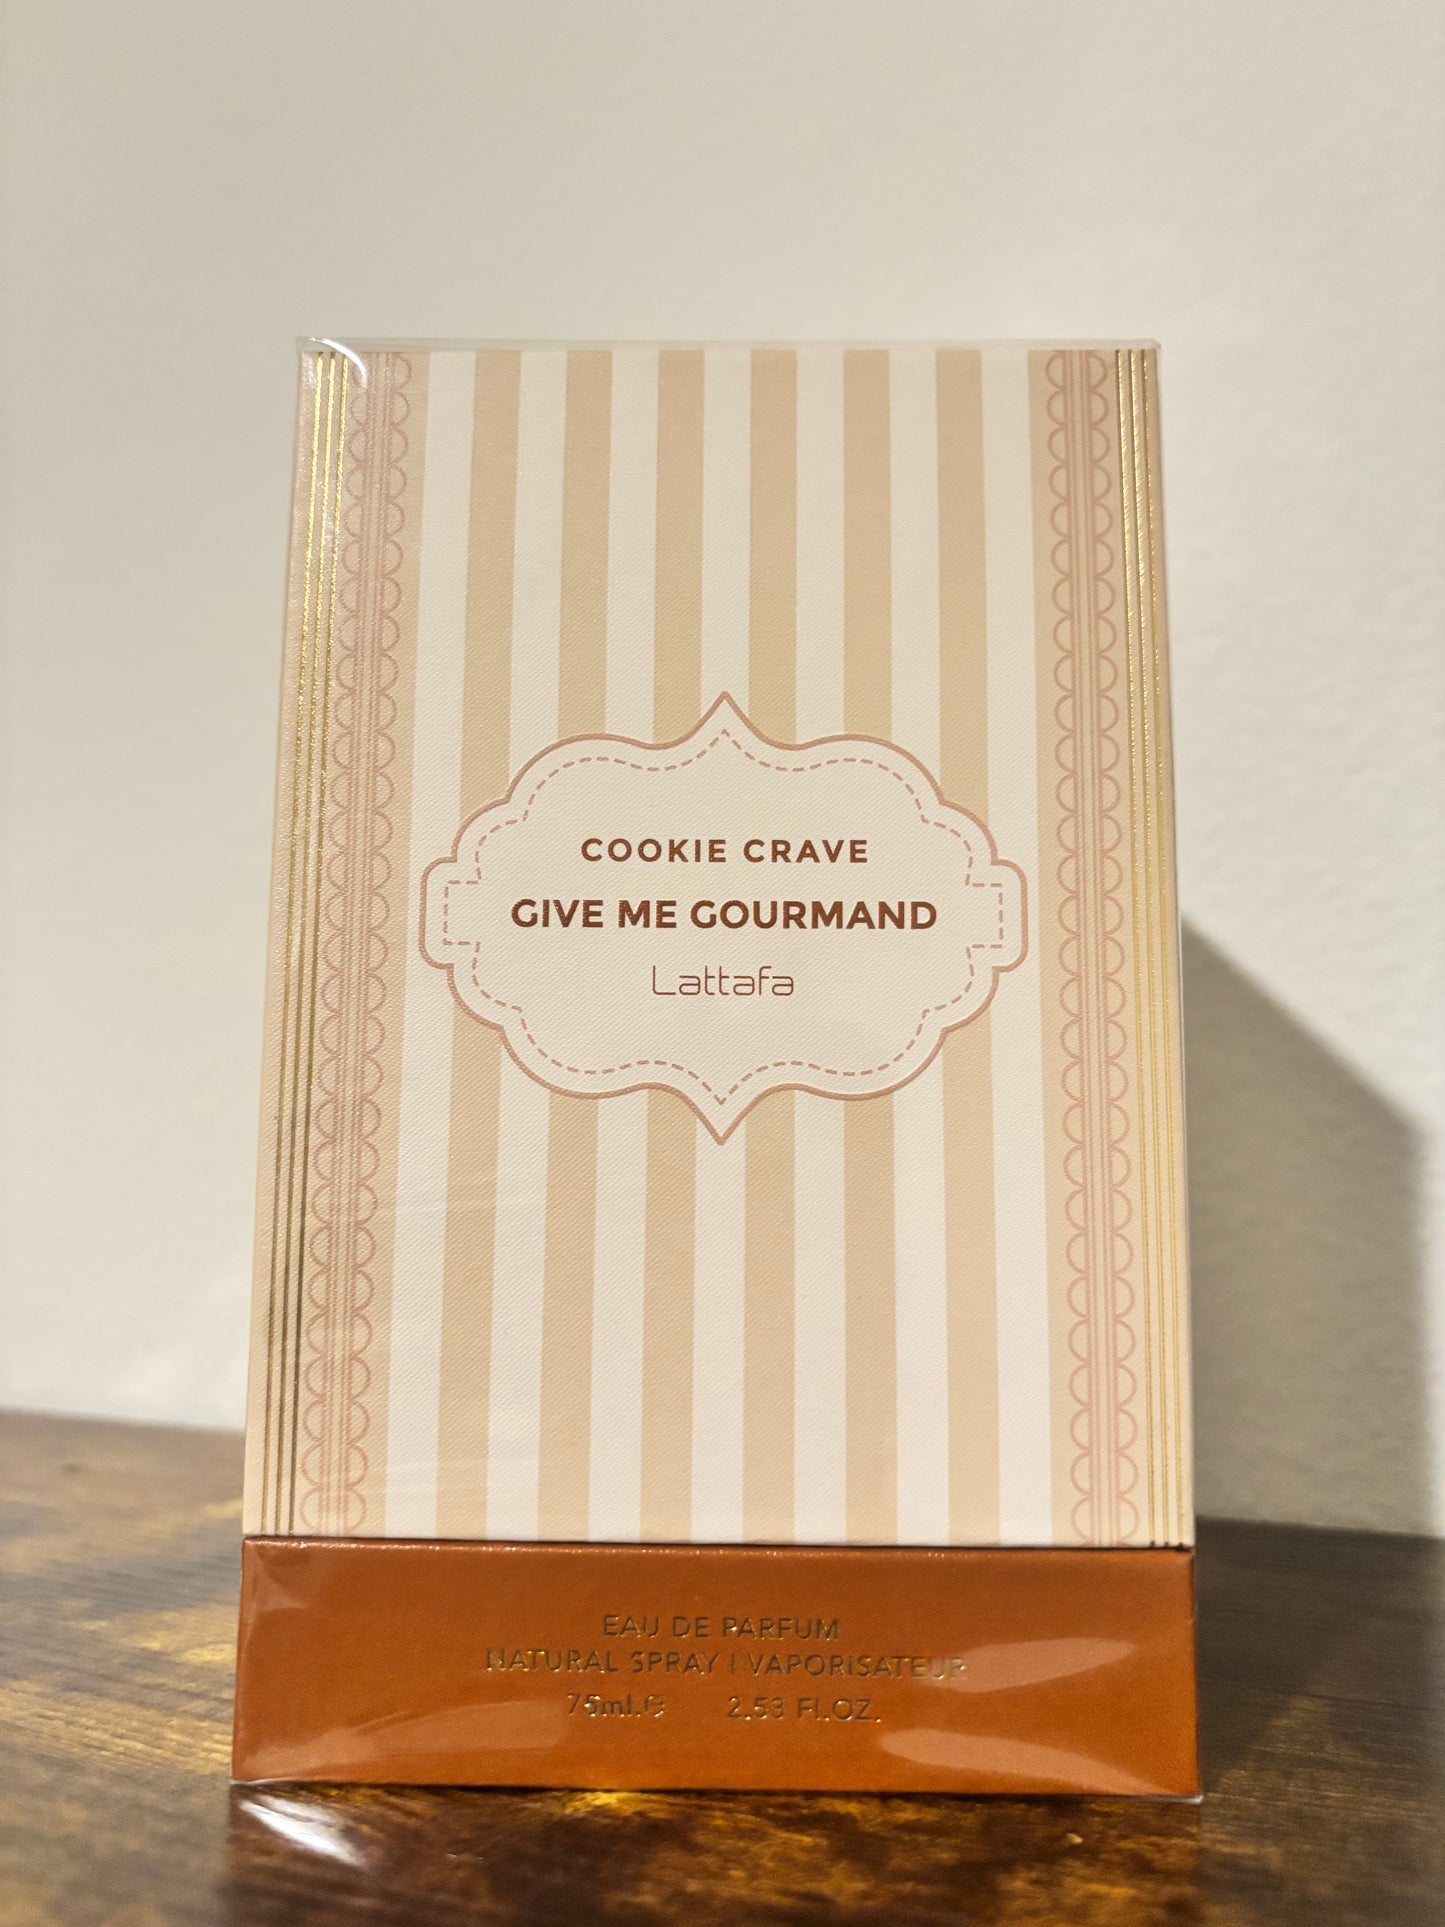 COOKIE CRAVE
GIVE ME GOURMAND
Lattafa
EAU DE PARFUM
NATURAL SPRAY | VAPORISATEUR
75ml.e 2.53 Fl.OZ.